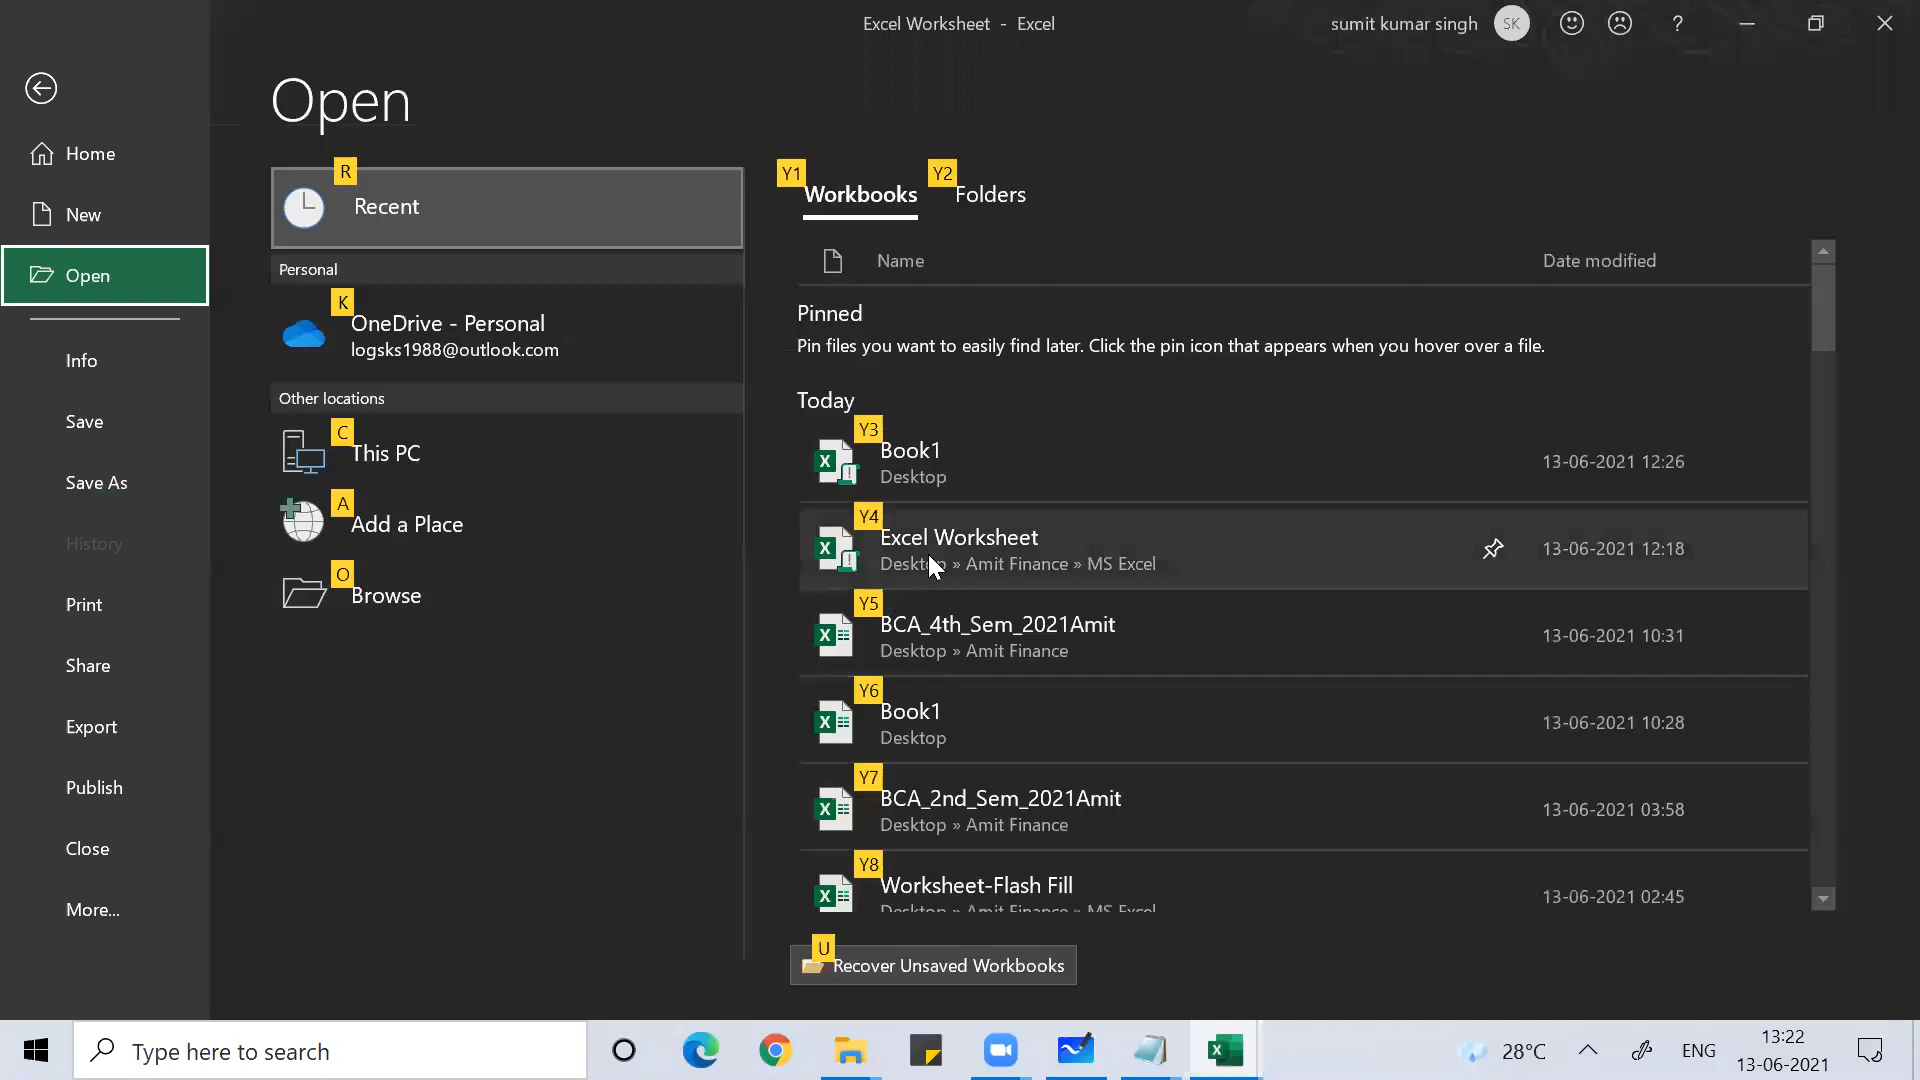 Excel Worksheet - Excel
sumit kumar singh
SK
?
Open
Home
New
Open
Info
Save
Save As
History
Print
Share
Export
Publish
Close
More...
R
Recent
Personal
K
OneDrive - Personal
logsks1988@outlook.com
Other locations
C
This PC
A
Add a Place
O
Browse
Y1
Workbooks
Y2
Folders
Name
Date modified
Pinned
Pin files you want to easily find later. Click the pin icon that appears when you hover over a file.
Today
Y3
Book1
Desktop
13-06-2021 12:26
Y4
Excel Worksheet
Desktop » Amit Finance » MS Excel
13-06-2021 12:18
Y5
BCA_4th_Sem_2021Amit
Desktop » Amit Finance
13-06-2021 10:31
Y6
Book1
Desktop
13-06-2021 10:28
Y7
BCA_2nd_Sem_2021Amit
Desktop » Amit Finance
13-06-2021 03:58
Y8
Worksheet-Flash Fill
Desktop » Amit Finance » MS Excel
13-06-2021 02:45
U
Recover Unsaved Workbooks
Type here to search
28°C
ENG
13:22
13-06-2021